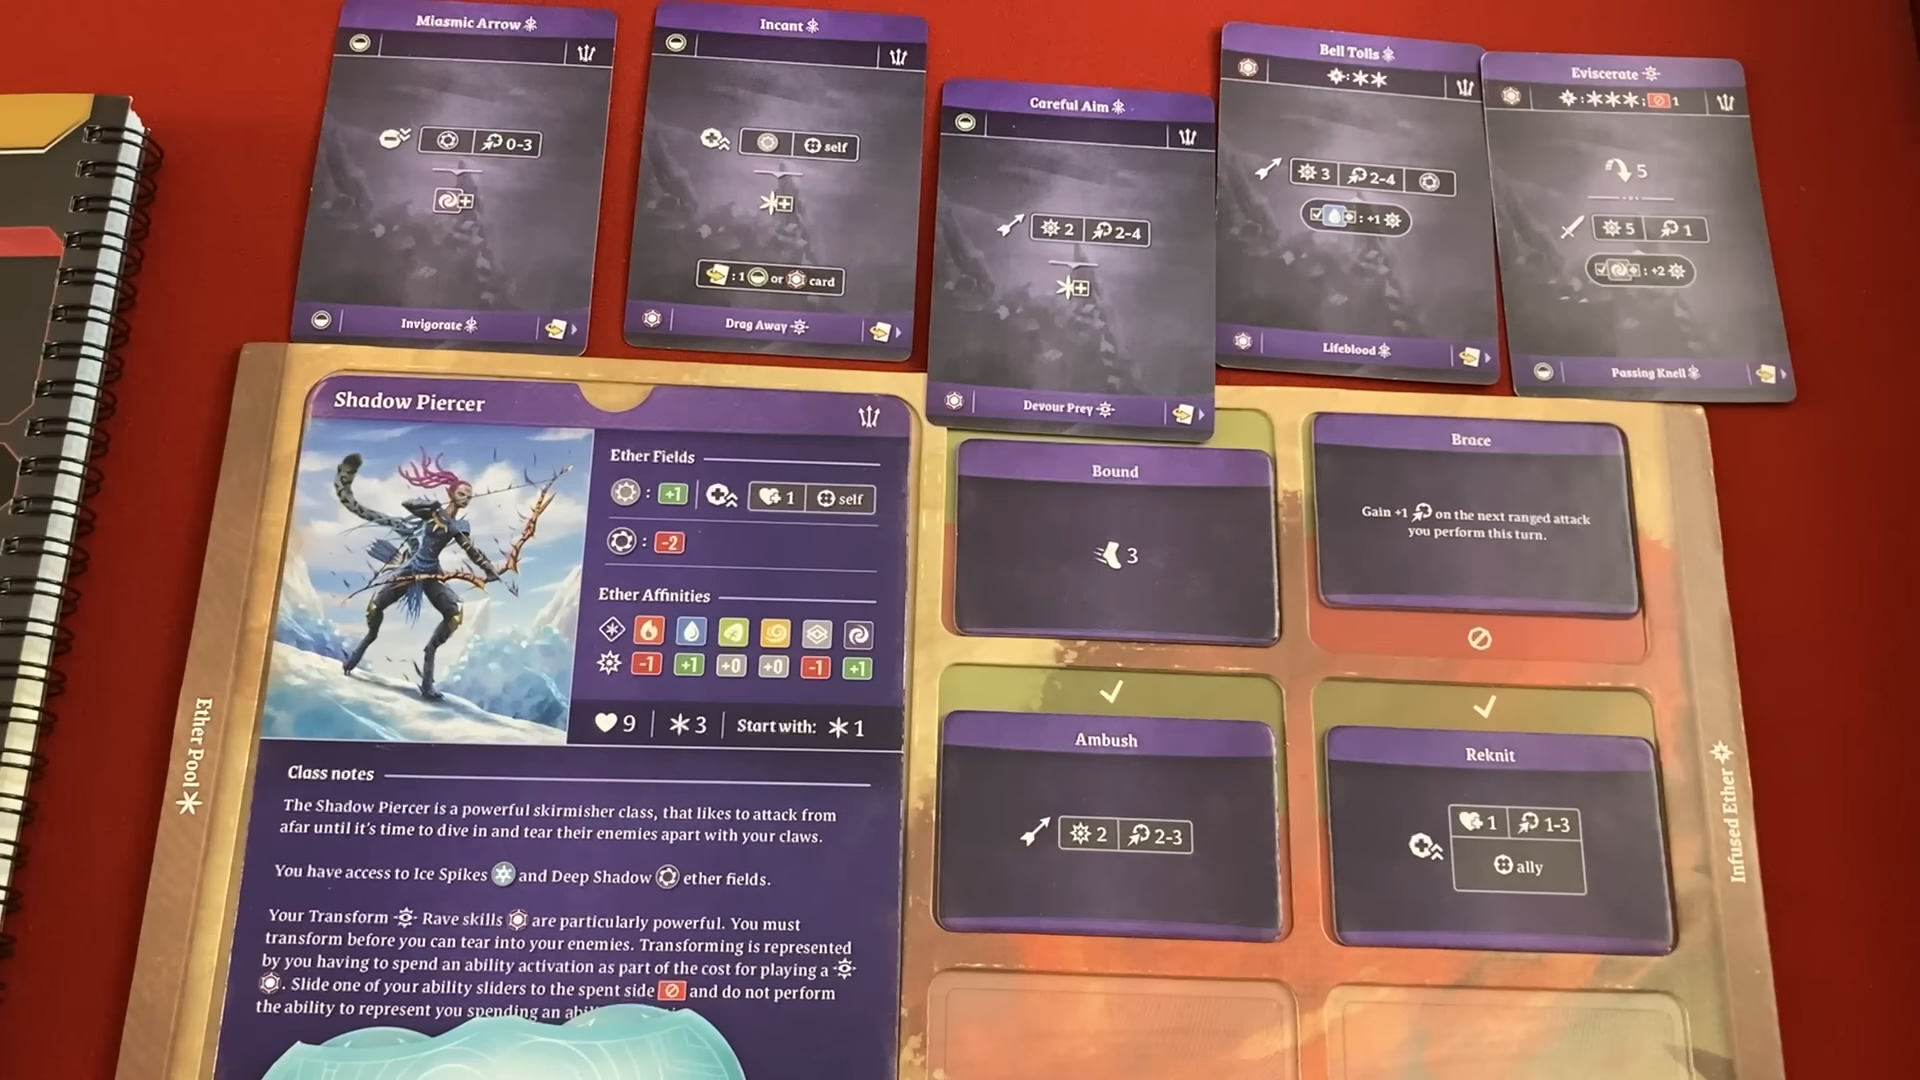 Miasmic Arrow
0-3
Invigorate
Incant
self
: 1 or card
Drag Away
Careful Aim
2 2-4
Devour Prey
Bell Tolls
:
3 2-4
: +1
Lifeblood
Eviscerate
: ; 1
5
5 1
: +2
Passing Knell
Shadow Piercer
Ether Fields
: +1 1 self
: -2
Ether Affinities
-1 +1 +0 +0 -1 +1
9 3 Start with: 1
Class notes
The Shadow Piercer is a powerful skirmisher class, that likes to attack from
afar until it's time to dive in and tear their enemies apart with your claws.
You have access to Ice Spikes and Deep Shadow ether fields.
Your Transform Rave skills are particularly powerful. You must
transform before you can tear into your enemies. Transforming is represented
by you having to spend an ability activation as part of the cost for playing a
. Slide one of your ability sliders to the spent side and do not perform
the ability to represent you spending an
Ether Pool
Bound
3
Brace
Gain +1 on the next ranged attack
you perform this turn.
Ambush
2 2-3
Reknit
1 1-3
ally
Infused Ether